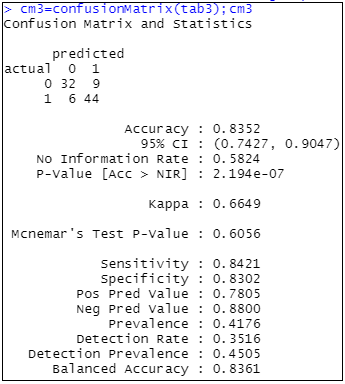 > cm3=confusionMatrix(tab3);cm3
Confusion Matrix and Statistics
predicted
actual 0 1
0 32 9
1 6 44
Accuracy : 0.8352
95% CI : (0.7427, 0.9047)
No Information Rate : 0.5824
P-Value [Acc > NIR] : 2.194e-07
Kappa : 0.6649
Mcnemar's Test P-Value : 0.6056
Sensitivity : 0.8421
Specificity : 0.8302
Pos Pred Value : 0.7805
Neg Pred Value : 0.8800
Prevalence : 0.4176
Detection Rate : 0.3516
Detection Prevalence : 0.4505
Balanced Accuracy : 0.8361